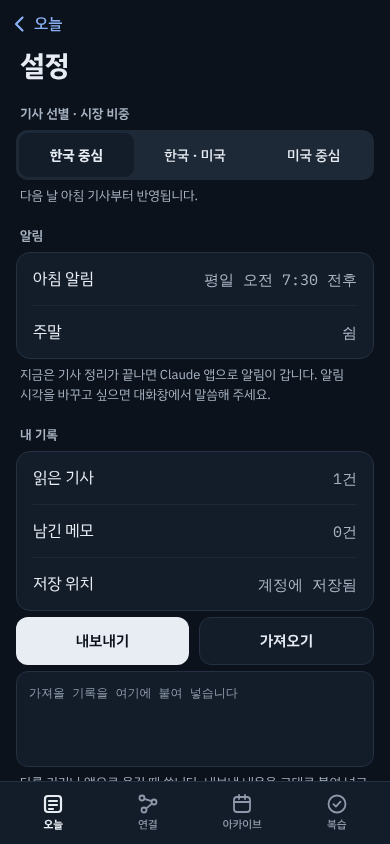 오늘
설정
기사 선별 · 시장 비중
한국 중심
한국 · 미국
미국 중심
다음 날 아침 기사부터 반영됩니다.
알림
아침 알림
평일 오전 7:30 전후
주말
쉼
지금은 기사 정리가 끝나면 Claude 앱으로 알림이 갑니다. 알림
시각을 바꾸고 싶으면 대화창에서 말씀해 주세요.
내 기록
읽은 기사
1건
남긴 메모
0건
저장 위치
계정에 저장됨
내보내기
가져오기
가져올 기록을 여기에 붙여 넣습니다
오늘
연결
아카이브
복습